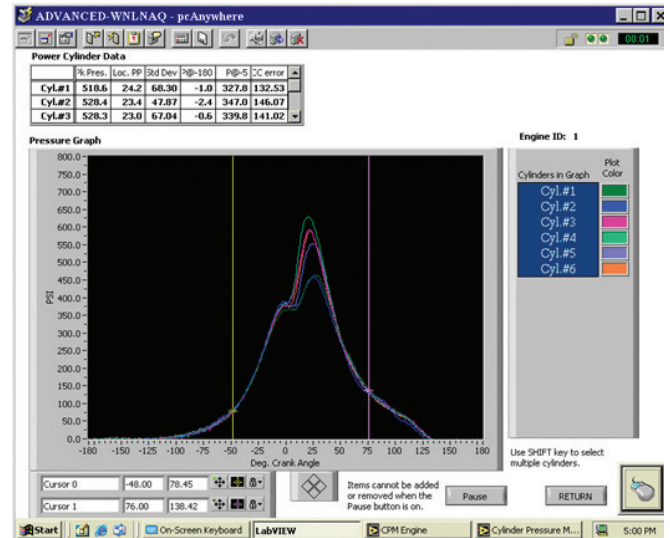 ADVANCED-WNLNAQ - pcAnywhere
00:01
Power Cylinder Data
Pk Pres. Loc. PP Std Dev P@-180 P@-5 CC error
Cyl.#1 518.6 24.2 68.30 -1.0 327.8 132.53
Cyl.#2 528.4 23.4 47.87 -2.4 347.0 146.07
Cyl.#3 528.3 23.0 67.04 -0.6 339.8 141.02
Pressure Graph
Engine ID: 1
800.0
750.0
700.0
650.0
600.0
550.0
500.0
450.0
400.0
350.0
300.0
250.0
200.0
150.0
100.0
50.0
0.0
PSI
-180 -150 -125 -100 -75 -50 -25 0 25 50 75 100 125 150 180
Deg. Crank Angle
Cylinders in Graph
Plot Color
Cyl.#1
Cyl.#2
Cyl.#3
Cyl.#4
Cyl.#5
Cyl.#6
Use SHIFT key to select
multiple cylinders.
Cursor 0 -48.00 78.45
Cursor 1 76.00 138.42
Items cannot be added
or removed when the
Pause button is on.
Pause
RETURN
Start
On-Screen Keyboard
LabVIEW
CPM Engine
Cylinder Pressure M...
5:00 PM